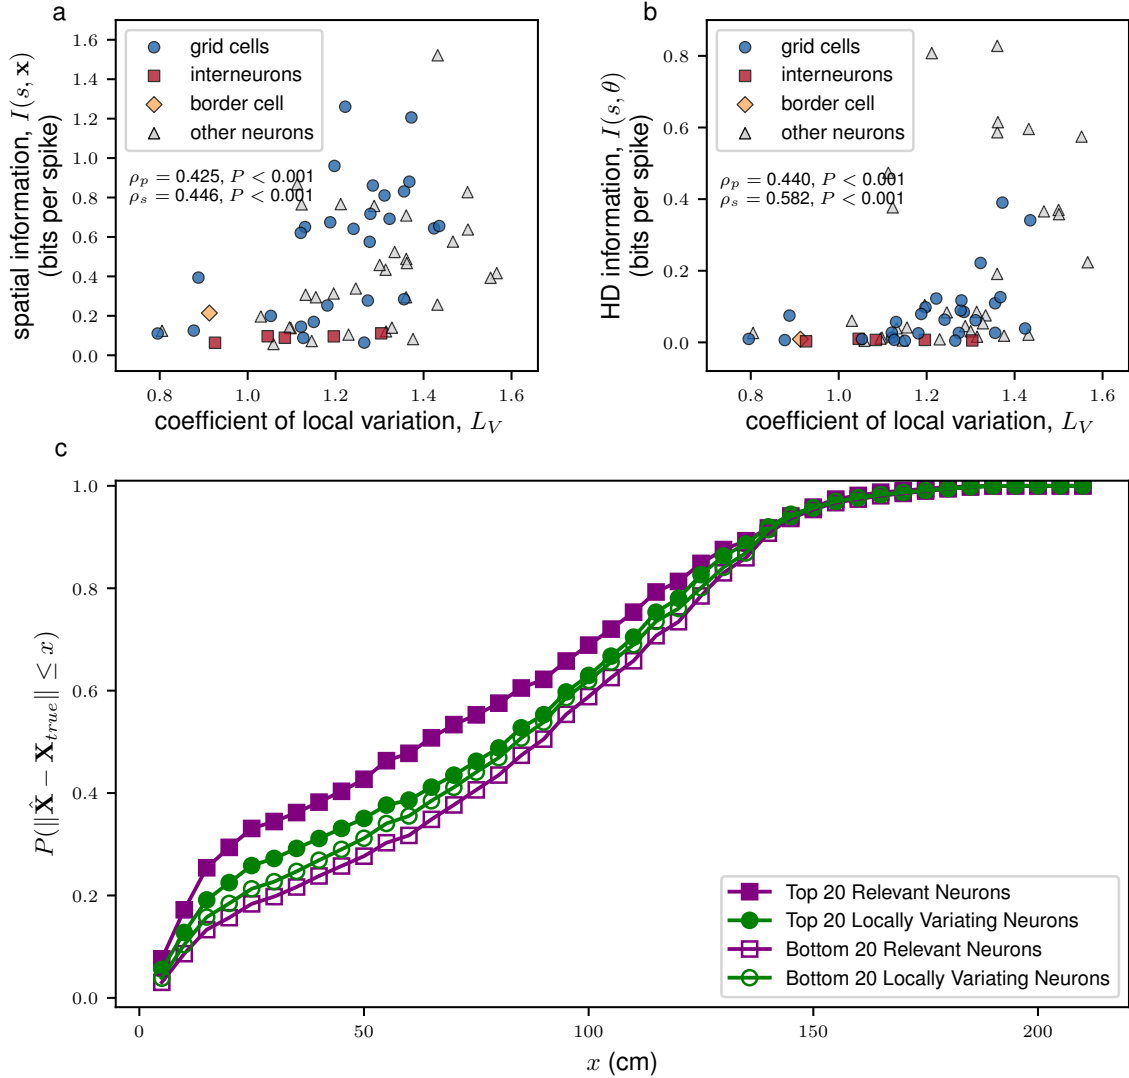 a
spatial information, I(s, x)
(bits per spike)
1.6
1.4
1.2
1.0
0.8
0.6
0.4
0.2
0.0
grid cells
interneurons
border cell
other neurons
ρp = 0.425, P < 0.001
ρs = 0.446, P < 0.001
0.8 1.0 1.2 1.4 1.6
coefficient of local variation, LV
b
HD information, I(s, θ)
(bits per spike)
0.8
0.6
0.4
0.2
0.0
grid cells
interneurons
border cell
other neurons
ρp = 0.440, P < 0.001
ρs = 0.582, P < 0.001
0.8 1.0 1.2 1.4 1.6
coefficient of local variation, LV
c
P(‖X̂ − Xtrue‖ ≤ x)
1.0
0.8
0.6
0.4
0.2
0.0
Top 20 Relevant Neurons
Top 20 Locally Variating Neurons
Bottom 20 Relevant Neurons
Bottom 20 Locally Variating Neurons
0 50 100 150 200
x (cm)